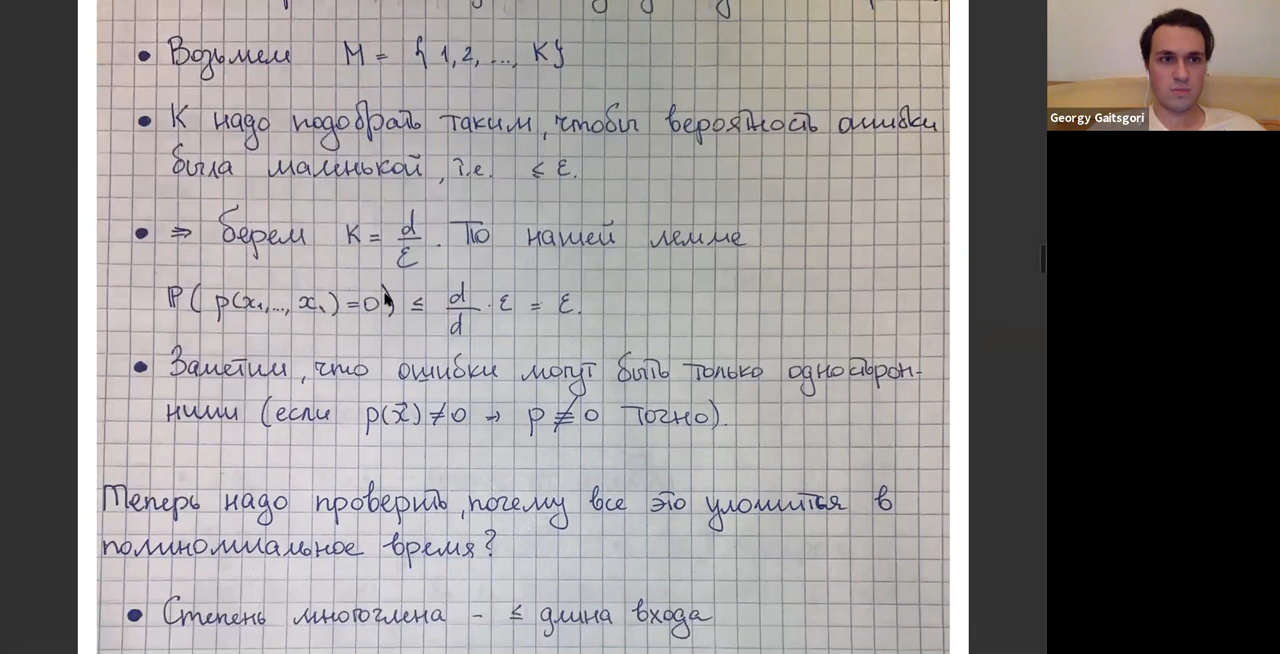 • Возьмем M = {1,2,..., K}
• K надо подобрать таким, чтобы вероятность ошибки
была маленькой, т.е. ≤ ε.
• ⇒ берем K = d/ε. По нашей лемме
ℙ( p(x₁,..., x₁) = 0) ≤ d/d · ε = ε.
• Заметим, что ошибки могут быть только односторон-
ними (если p(x⃗) ≠ 0 → p ≢ 0 точно).
Теперь надо проверить, почему все это уложится в
полиномиальное время?
• Степень многочлена - ≤ длина входа
Georgy Gaitsgori